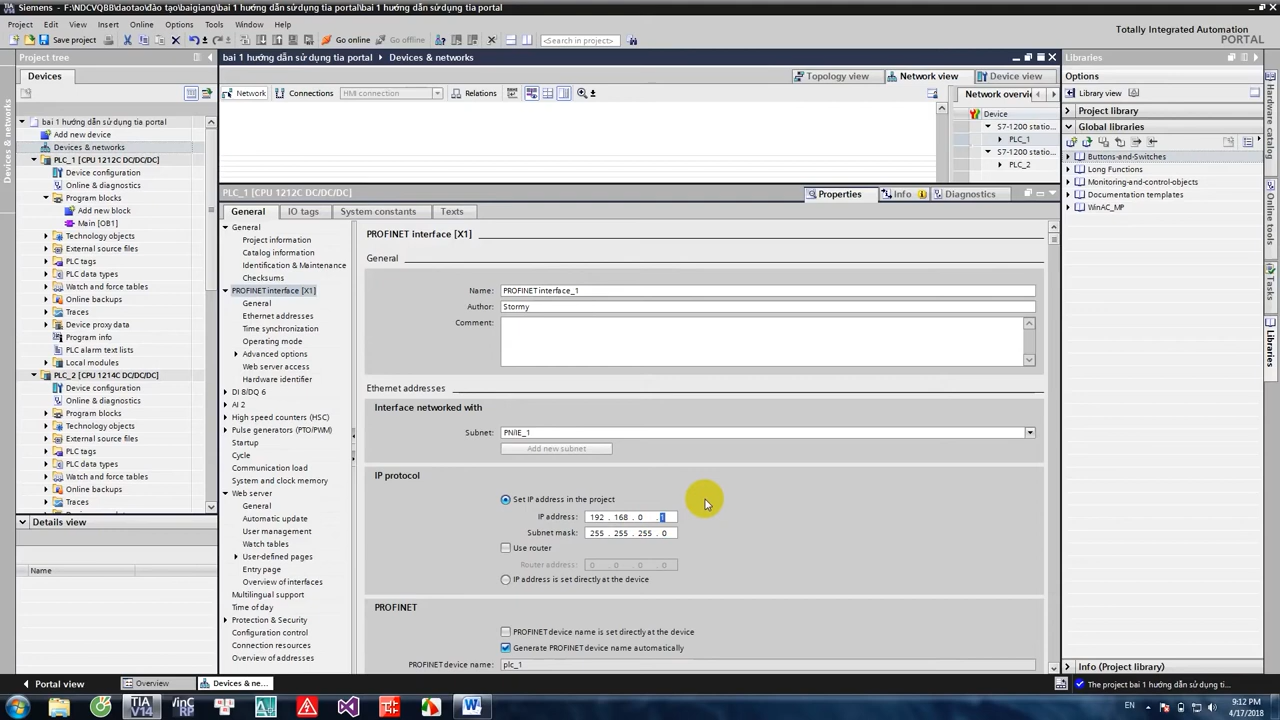 Siemens - F:\NDCVQBB\daotao\đào tạo\baigiang\bai 1 hướng dẫn sử dụng tia portal\bai 1 hướng dẫn sử dụng tia portal
Project Edit View Insert Online Options Tools Window Help
Totally Integrated Automation
PORTAL
Save project
Go online
Go offline
<Search in project>
Project tree
Devices
bai 1 hướng dẫn sử dụng tia portal
Add new device
Devices & networks
PLC_1 [CPU 1212C DC/DC/DC]
Device configuration
Online & diagnostics
Program blocks
Add new block
Main [OB1]
Technology objects
External source files
PLC tags
PLC data types
Watch and force tables
Online backups
Traces
Device proxy data
Program info
PLC alarm text lists
Local modules
PLC_2 [CPU 1214C DC/DC/DC]
Device configuration
Online & diagnostics
Program blocks
Technology objects
External source files
PLC tags
PLC data types
Watch and force tables
Online backups
Traces
Details view
Name
Devices & networks
bai 1 hướng dẫn sử dụng tia portal ▸ Devices & networks
Topology view
Network view
Device view
Network
Connections
HMI connection
Relations
Network overvie
Device
S7-1200 statio...
PLC_1
S7-1200 statio...
PLC_2
PLC_1 [CPU 1212C DC/DC/DC]
Properties
Info
Diagnostics
General
IO tags
System constants
Texts
General
Project information
Catalog information
Identification & Maintenance
Checksums
PROFINET interface [X1]
General
Ethernet addresses
Time synchronization
Operating mode
Advanced options
Web server access
Hardware identifier
DI 8/DQ 6
AI 2
High speed counters (HSC)
Pulse generators (PTO/PWM)
Startup
Cycle
Communication load
System and clock memory
Web server
General
Automatic update
User management
Watch tables
User-defined pages
Entry page
Overview of interfaces
Multilingual support
Time of day
Protection & Security
Configuration control
Connection resources
Overview of addresses
PROFINET interface [X1]
General
Name: PROFINET interface_1
Author: Stormy
Comment:
Ethernet addresses
Interface networked with
Subnet: PN/IE_1
Add new subnet
IP protocol
Set IP address in the project
IP address: 192 . 168 . 0 . 1
Subnet mask: 255 . 255 . 255 . 0
Use router
Router address: 0 . 0 . 0 . 0
IP address is set directly at the device
PROFINET
PROFINET device name is set directly at the device
Generate PROFINET device name automatically
PROFINET device name: plc_1
Libraries
Options
Library view
Project library
Global libraries
Buttons-and-Switches
Long Functions
Monitoring-and-control-objects
Documentation templates
WinAC_MP
Info (Project library)
Hardware catalog
Online tools
Tasks
Libraries
Portal view
Overview
Devices & ne...
The project bai 1 hướng dẫn sử dụng ti...
TIA
V14
EN
9:12 PM
4/17/2018